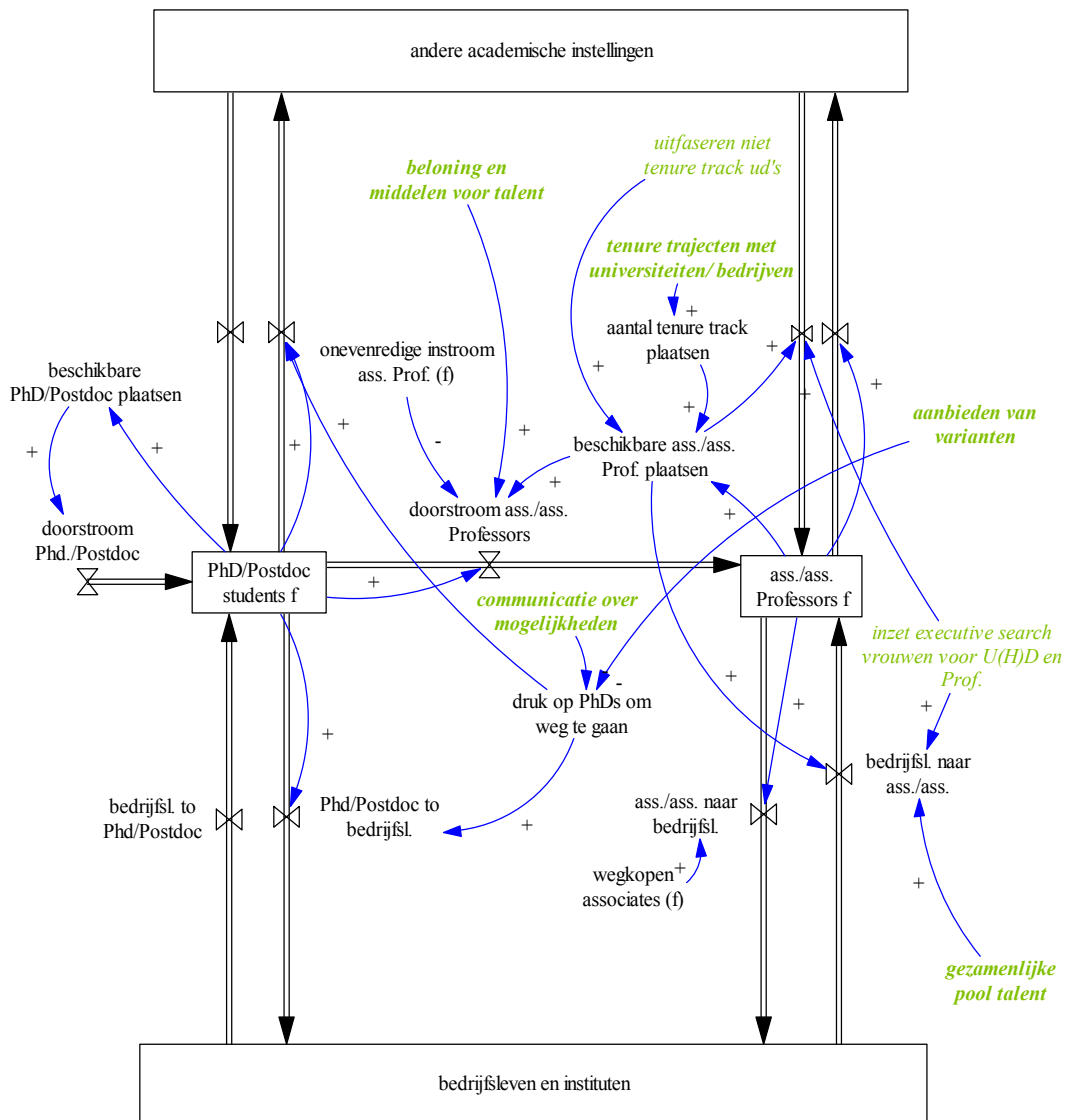 andere academische instellingen
uitfaseren niet
tenure track ud's
beloning en
middelen voor talent
tenure trajecten met
universiteiten/ bedrijven
+
aantal tenure track
plaatsen
+
onevenredige instroom
ass. Prof. (f)
beschikbare
PhD/Postdoc plaatsen
+
+
+
+
+
+
+
-
+
+
+
beschikbare ass./ass.
Prof. plaatsen
aanbieden van
varianten
+
doorstroom ass./ass.
Professors
+
doorstroom
Phd./Postdoc
PhD/Postdoc
students f
+
ass./ass.
Professors f
communicatie over
mogelijkheden
inzet executive search
vrouwen voor U(H)D en
Prof.
-
-
druk op PhDs om
weg te gaan
+
+
+
+
bedrijfsl. naar
ass./ass.
bedrijfsl. to
Phd/Postdoc
Phd/Postdoc to
bedrijfsl.
+
ass./ass. naar
bedrijfsl.
+
wegkopen
associates (f)
+
gezamenlijke
pool talent
bedrijfsleven en instituten